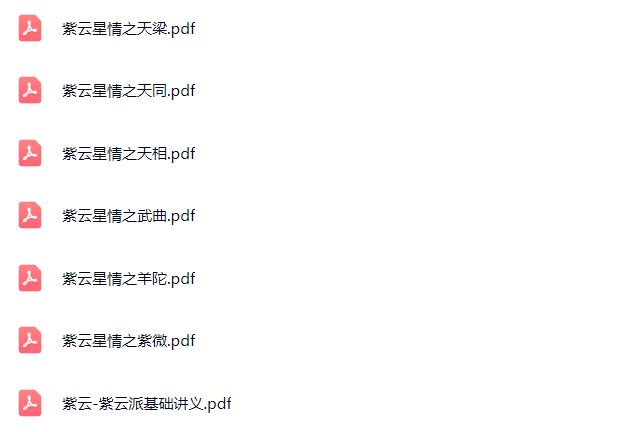 紫云星情之天梁.pdf
紫云星情之天同.pdf
紫云星情之天相.pdf
紫云星情之武曲.pdf
紫云星情之羊陀.pdf
紫云星情之紫微.pdf
紫云-紫云派基础讲义.pdf